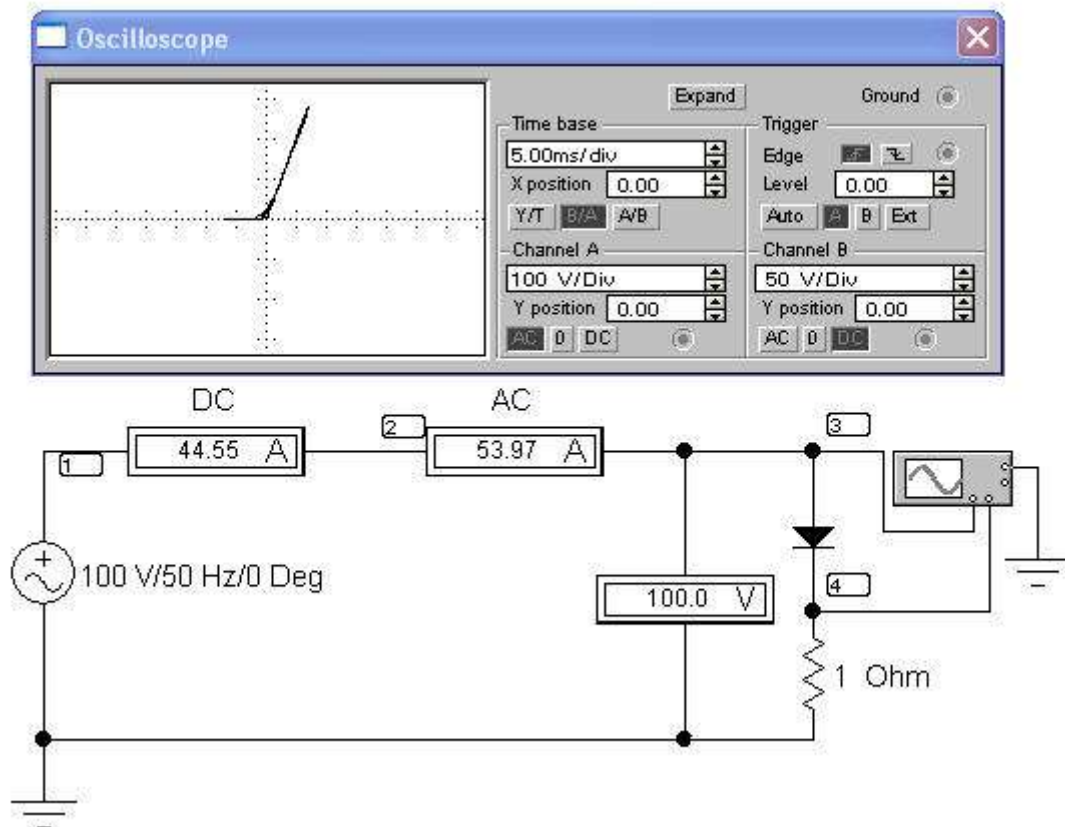 Oscilloscope
Expand
Ground
Time base
5.00ms/div
X position 0.00
Y/T B/A A/B
Trigger
Edge
Level 0.00
Auto A B Ext
Channel A
100 V/Div
Y position 0.00
AC 0 DC
Channel B
50 V/Div
Y position 0.00
AC 0 DC
DC
AC
1
44.55 A
2
53.97 A
3
100 V/50 Hz/0 Deg
100.0 V
4
1 Ohm